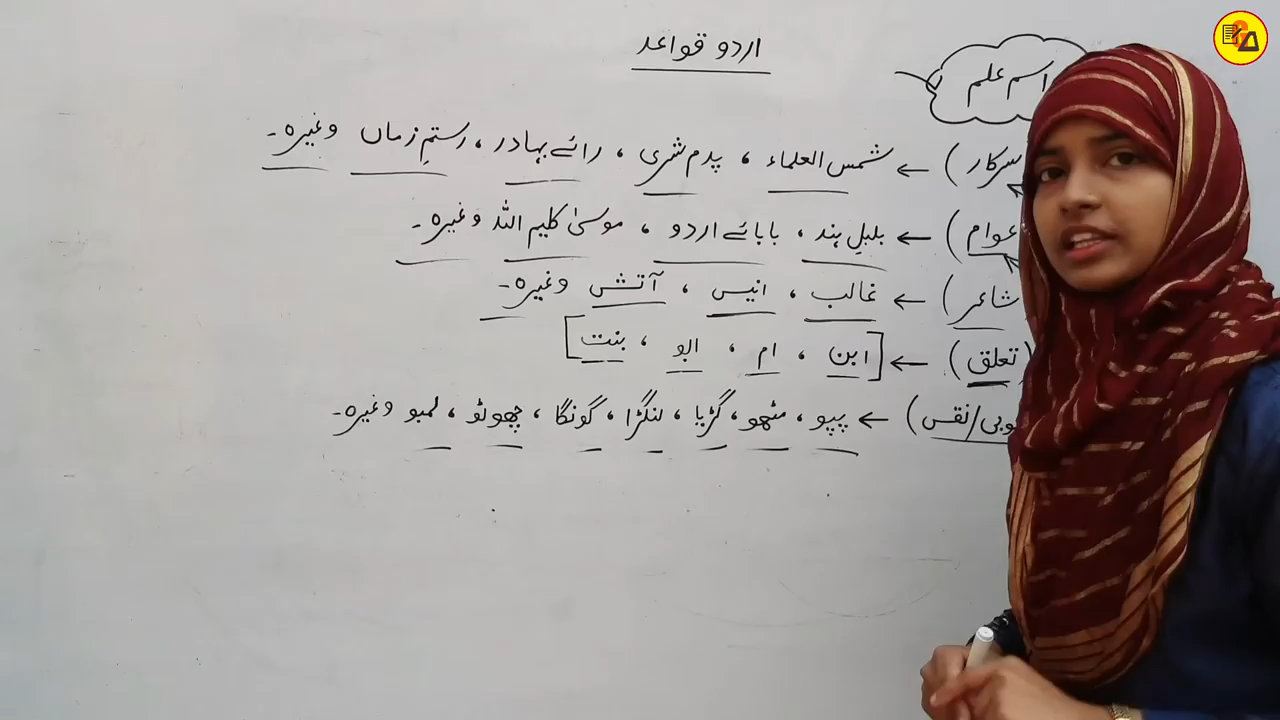 اردو قواعد
اسم علم
سرکار) ← شمس العلماء ، پدم شری ، رائے بہادر ، رستمِ زماں وغیرہ۔
عوام) ← بلبلِ ہند ، بابائے اردو ، موسیٰ کلیم اللہ وغیرہ۔
شاعر) ← غالب ، انیس ، آتش وغیرہ۔
(تعلق) ← [ابن ، ام ، ابو ، بنت]
وبی/نقس) ← پپو ، مٹھو ، گڑیا ، لنگڑا ، گونگا ، چھوٹو ، لمبو وغیرہ۔